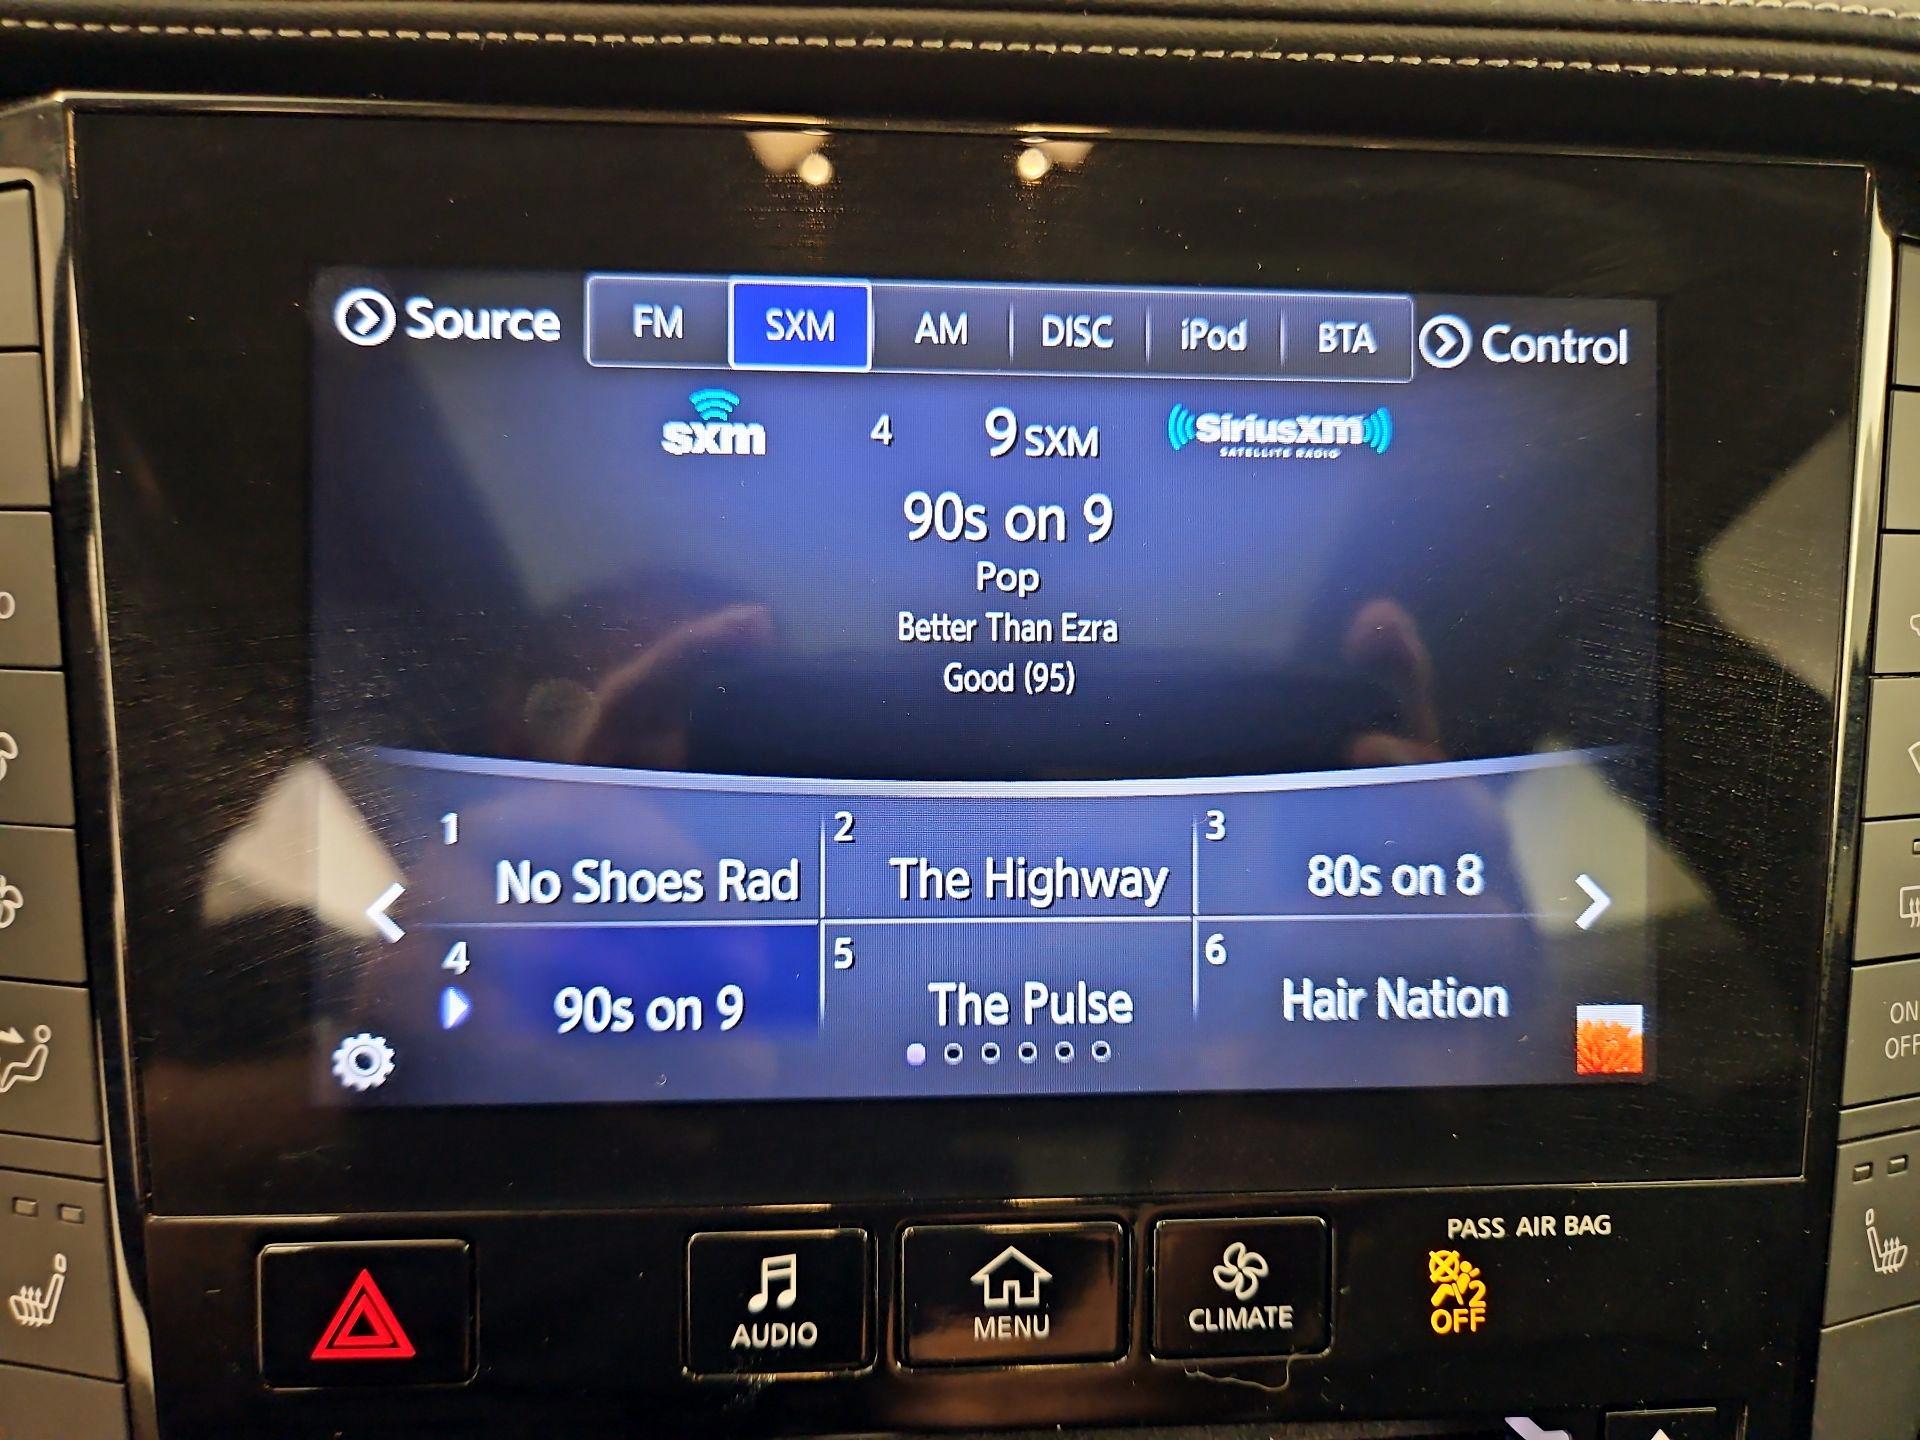 Source FM SXM AM DISC iPod BTA Control
sxm 4 9 SXM SiriusXM
SATELLITE RADIO
90s on 9
Pop
Better Than Ezra
Good (95)
1 2 3
No Shoes Rad The Highway 80s on 8
4 5 6
90s on 9 The Pulse Hair Nation
ON
OFF
PASS AIR BAG
AUDIO MENU CLIMATE
2
OFF